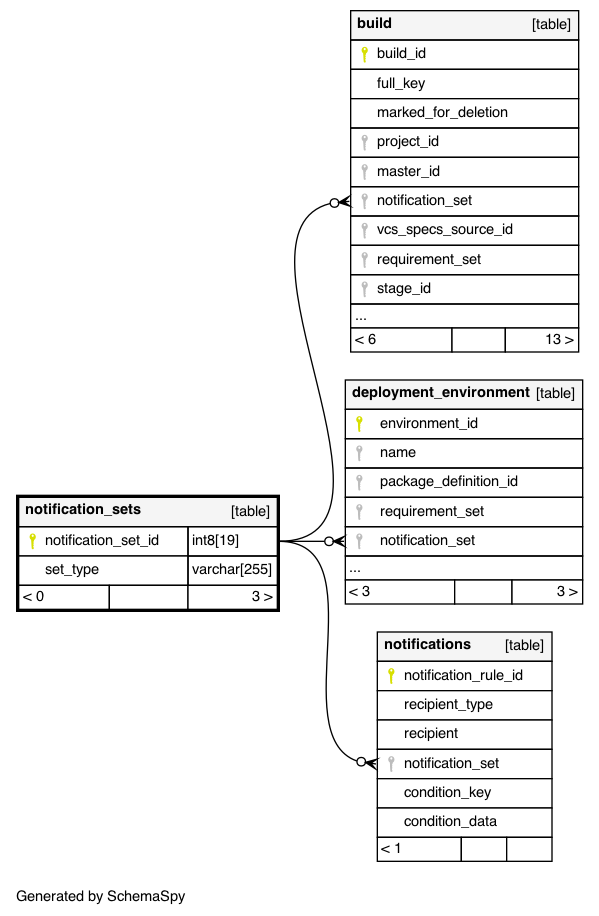 build [table]
build_id
full_key
marked_for_deletion
project_id
master_id
notification_set
vcs_specs_source_id
requirement_set
stage_id
...
< 6 13 >
deployment_environment [table]
environment_id
name
package_definition_id
requirement_set
notification_set
...
< 3 3 >
notification_sets [table]
notification_set_id int8[19]
set_type varchar[255]
< 0 3 >
notifications [table]
notification_rule_id
recipient_type
recipient
notification_set
condition_key
condition_data
< 1
Generated by SchemaSpy